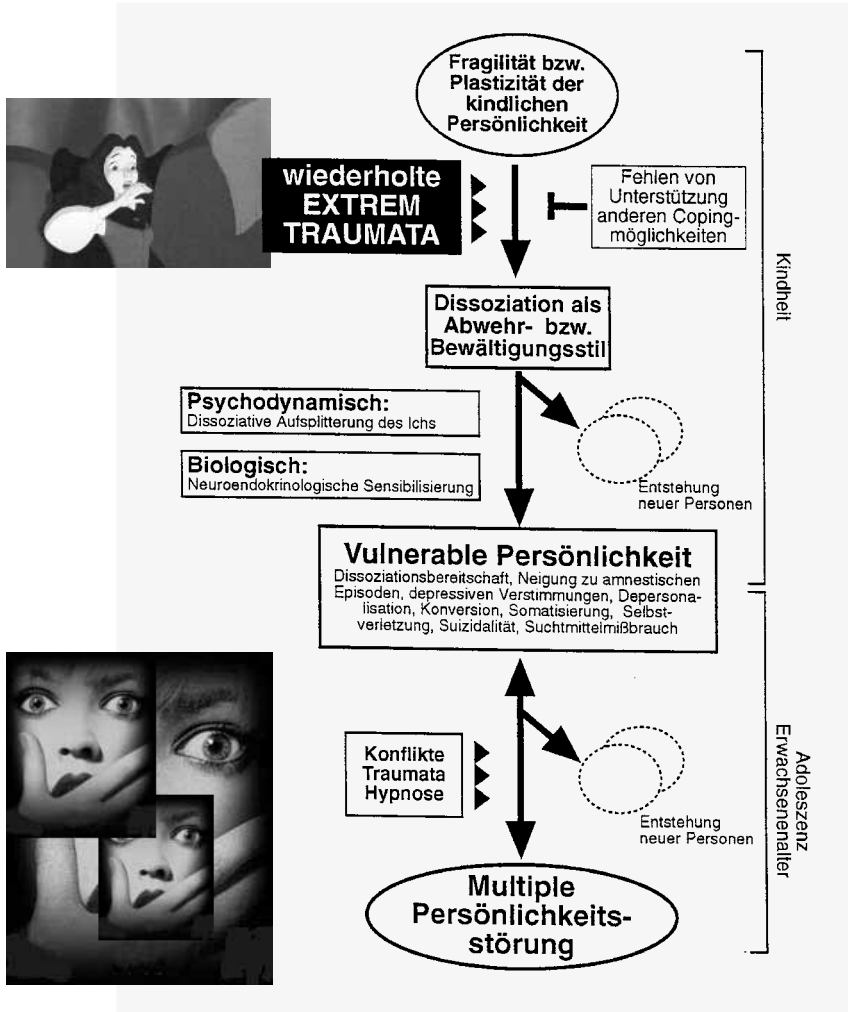 Fragilität bzw.
Plastizität der
kindlichen
Persönlichkeit
wiederholte
EXTREM
TRAUMATA
Fehlen von
Unterstützung
anderen Coping-
möglichkeiten
Kindheit
Dissoziation als
Abwehr- bzw.
Bewältigungsstil
Psychodynamisch:
Dissoziative Aufsplitterung des Ichs
Biologisch:
Neuroendokrinologische Sensibilisierung
Entstehung
neuer Personen
Vulnerable Persönlichkeit
Dissoziationsbereitschaft, Neigung zu amnestischen
Episoden, depressiven Verstimmungen, Depersona-
lisation, Konversion, Somatisierung, Selbst-
verletzung, Suizidalität, Suchtmittelmißbrauch
Konflikte
Traumata
Hypnose
Entstehung
neuer Personen
Adoleszenz
Erwachsenenalter
Multiple
Persönlichkeits-
störung